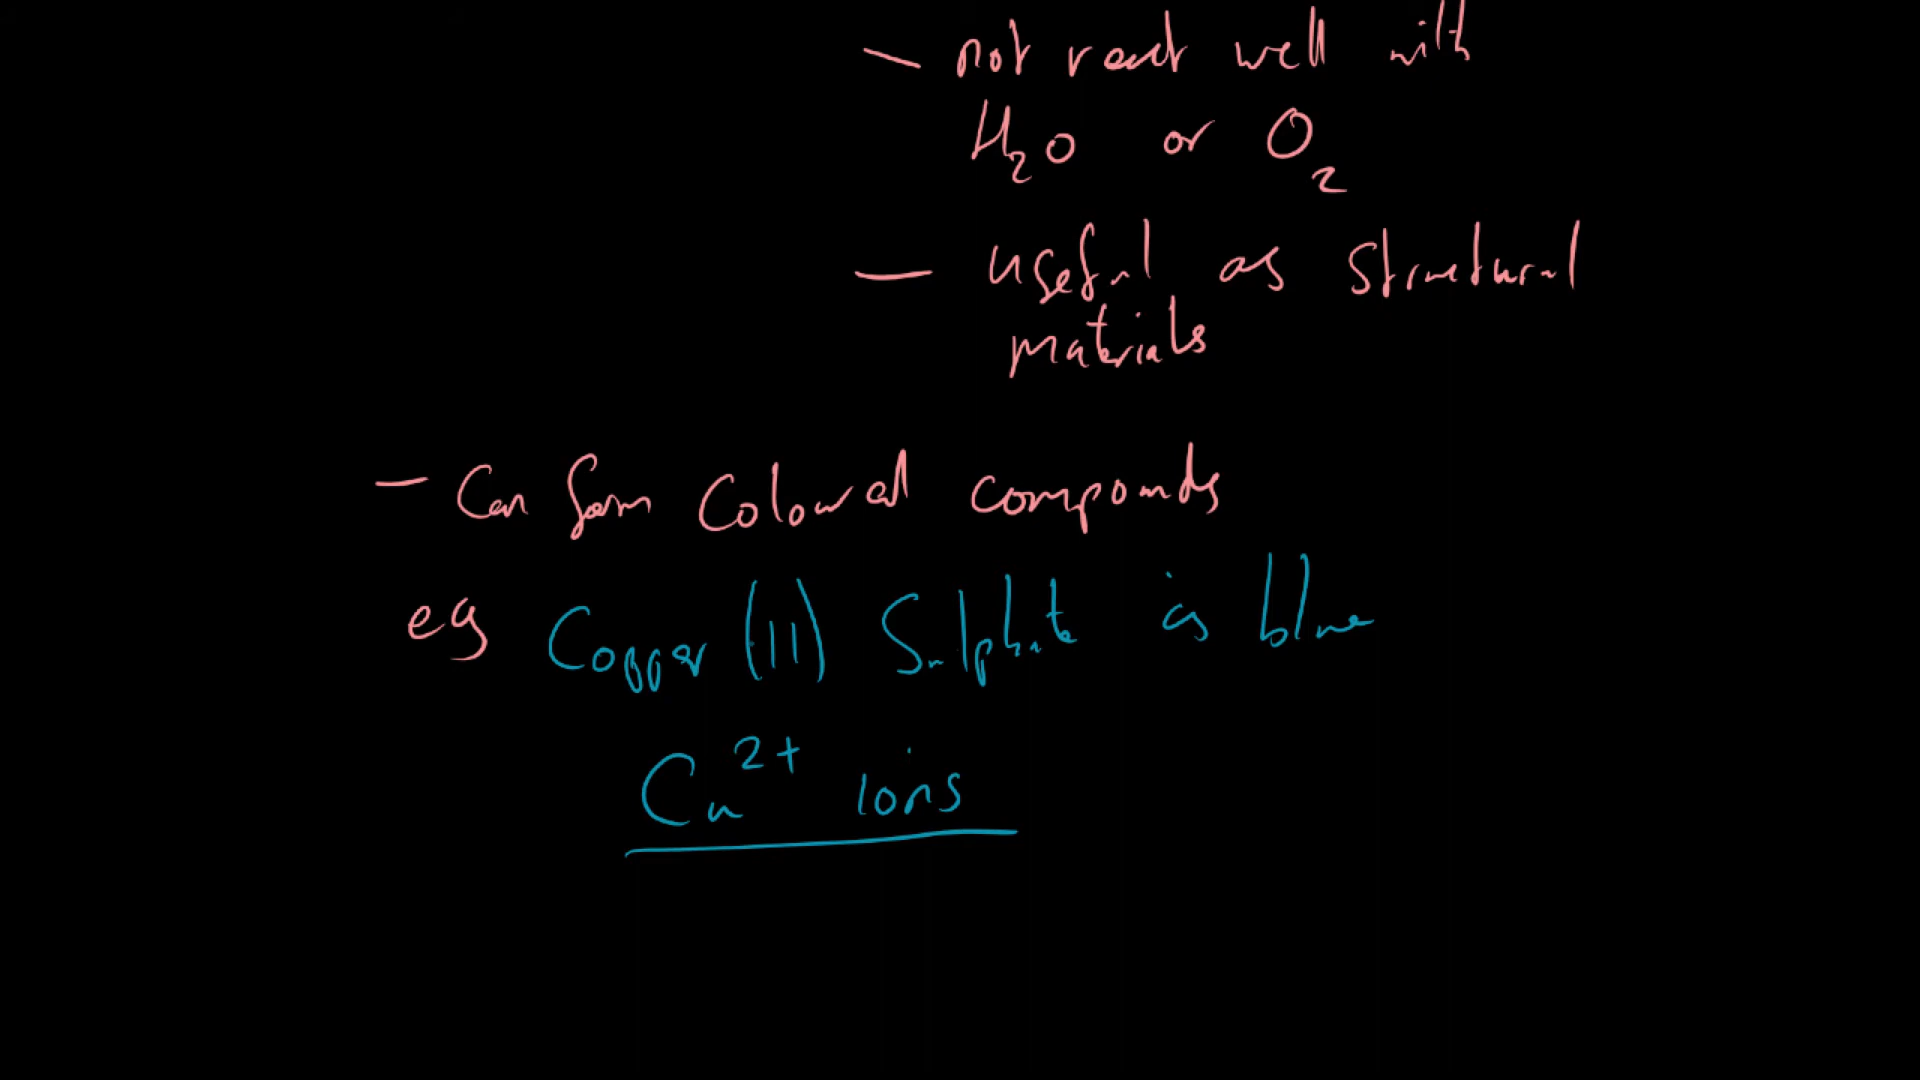 — not react well with
H₂O or O₂
— useful as structural
materials
— Can form Coloured compounds
eg Copper (II) Sulphate is blue
Cu²⁺ ions